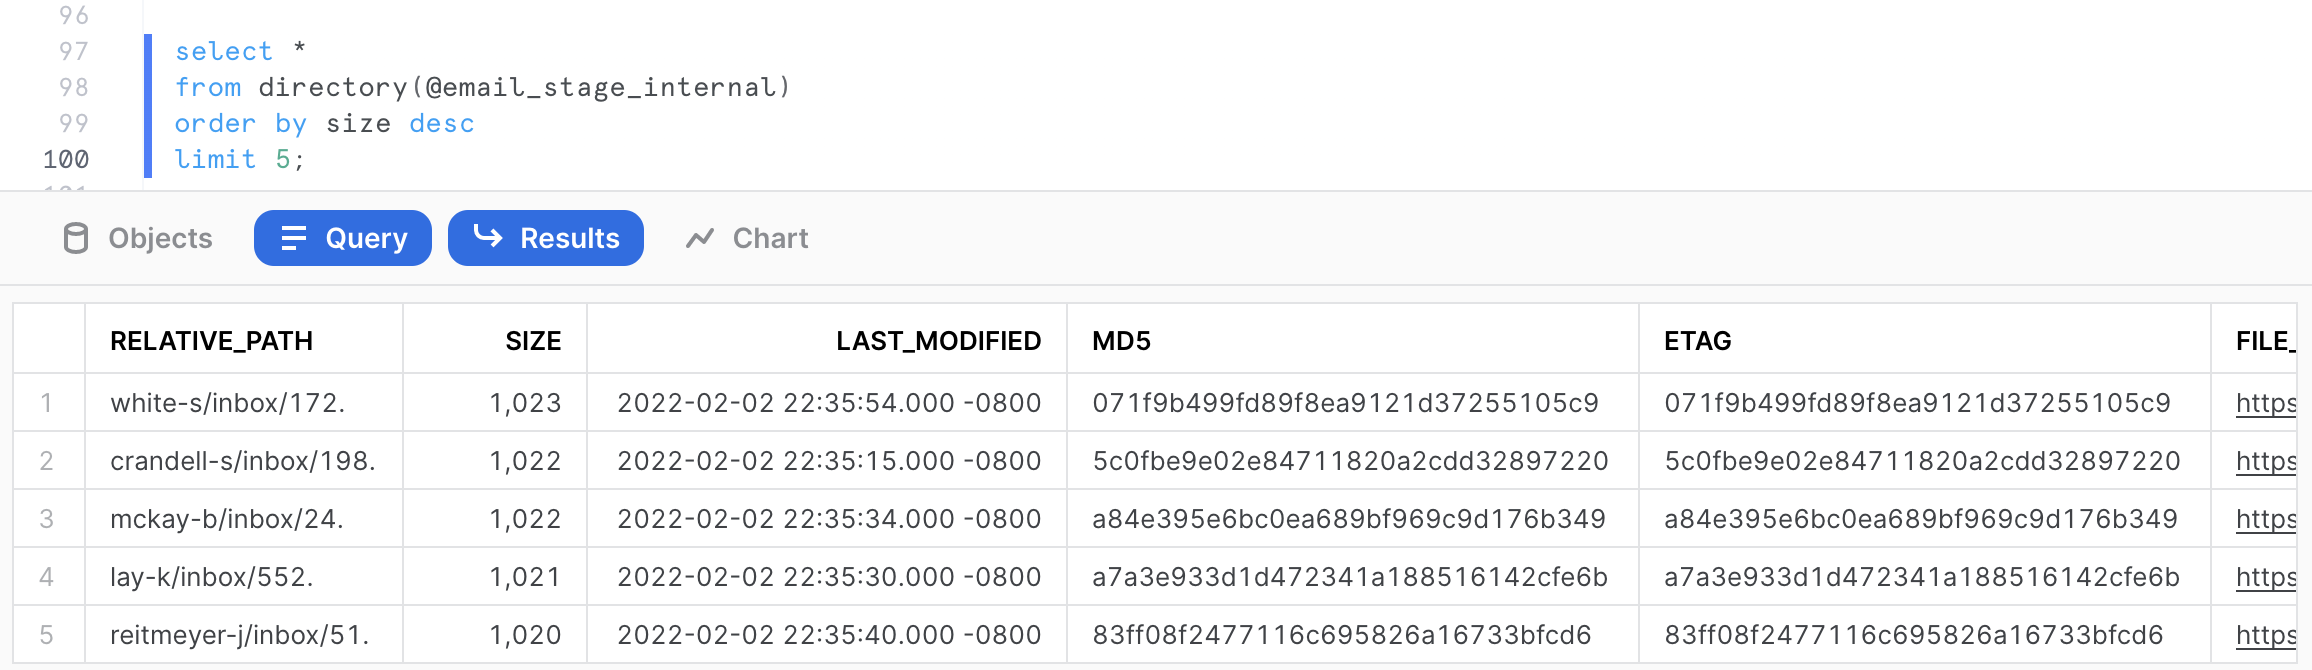 96
97 select *
98 from directory(@email_stage_internal)
99 order by size desc
100 limit 5;
Objects Query Results Chart
RELATIVE_PATH SIZE LAST_MODIFIED MD5 ETAG FILE_
1 white-s/inbox/172. 1,023 2022-02-02 22:35:54.000 -0800 071f9b499fd89f8ea9121d37255105c9 071f9b499fd89f8ea9121d37255105c9 https
2 crandell-s/inbox/198. 1,022 2022-02-02 22:35:15.000 -0800 5c0fbe9e02e84711820a2cdd32897220 5c0fbe9e02e84711820a2cdd32897220 https
3 mckay-b/inbox/24. 1,022 2022-02-02 22:35:34.000 -0800 a84e395e6bc0ea689bf969c9d176b349 a84e395e6bc0ea689bf969c9d176b349 https
4 lay-k/inbox/552. 1,021 2022-02-02 22:35:30.000 -0800 a7a3e933d1d472341a188516142cfe6b a7a3e933d1d472341a188516142cfe6b https
5 reitmeyer-j/inbox/51. 1,020 2022-02-02 22:35:40.000 -0800 83ff08f2477116c695826a16733bfcd6 83ff08f2477116c695826a16733bfcd6 https